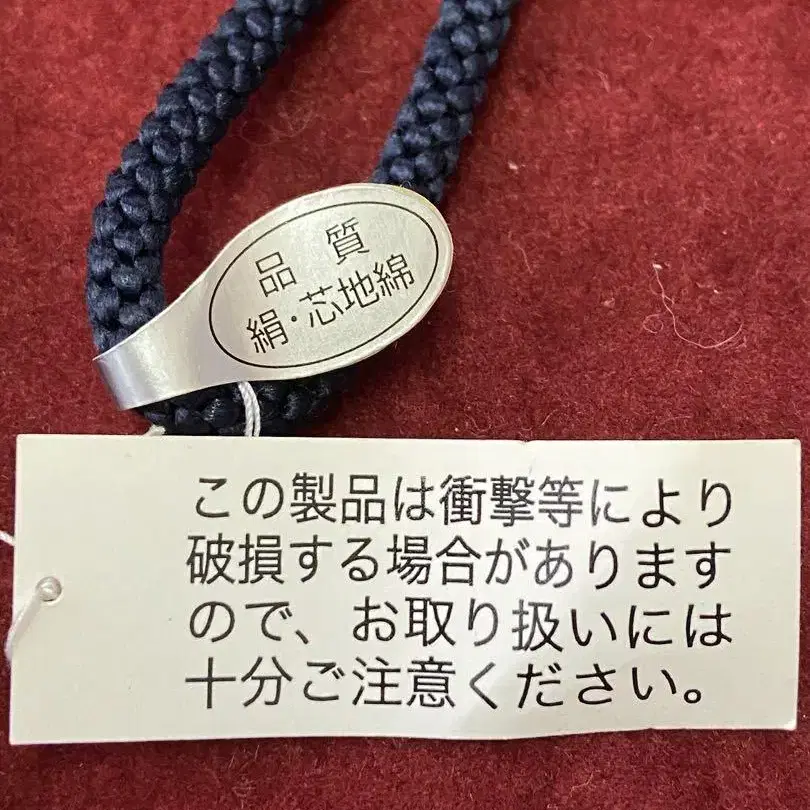 品 質
絹・芯地綿
この製品は衝撃等により
破損する場合があります
ので、お取り扱いには
十分ご注意ください。